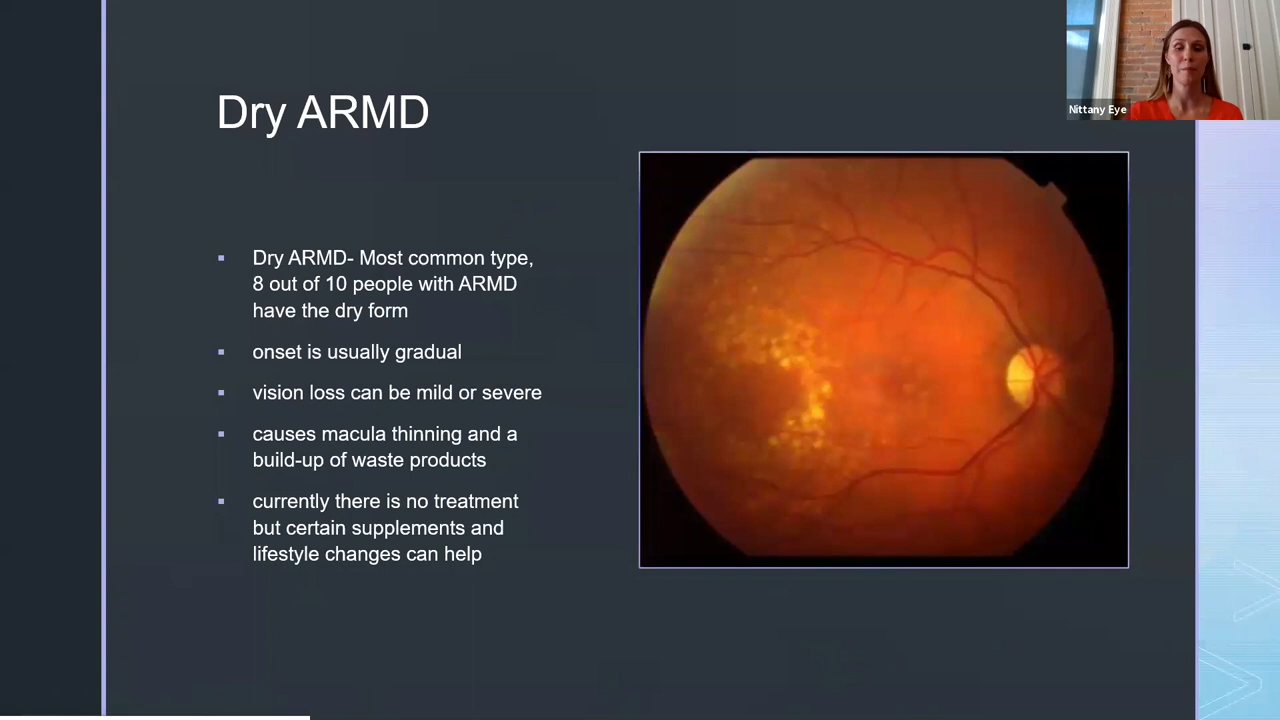 Nittany Eye
Dry ARMD
Dry ARMD- Most common type,
8 out of 10 people with ARMD
have the dry form
onset is usually gradual
vision loss can be mild or severe
causes macula thinning and a
build-up of waste products
currently there is no treatment
but certain supplements and
lifestyle changes can help